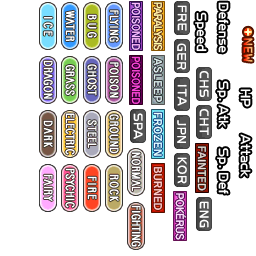 +NEW HP Attack
Defense Sp. Atk Sp. Def
Speed CHS CHT FAINTED ENG
FRE GER ITA JPN KOR POKÉRUS
PARALYSIS ASLEEP FROZEN BURNED
POISONED POISONED SPA NORMAL FIGHTING
FLYING POISON GROUND ROCK
BUG GHOST STEEL FIRE
WATER GRASS ELECTRIC PSYCHIC
ICE DRAGON DARK FAIRY